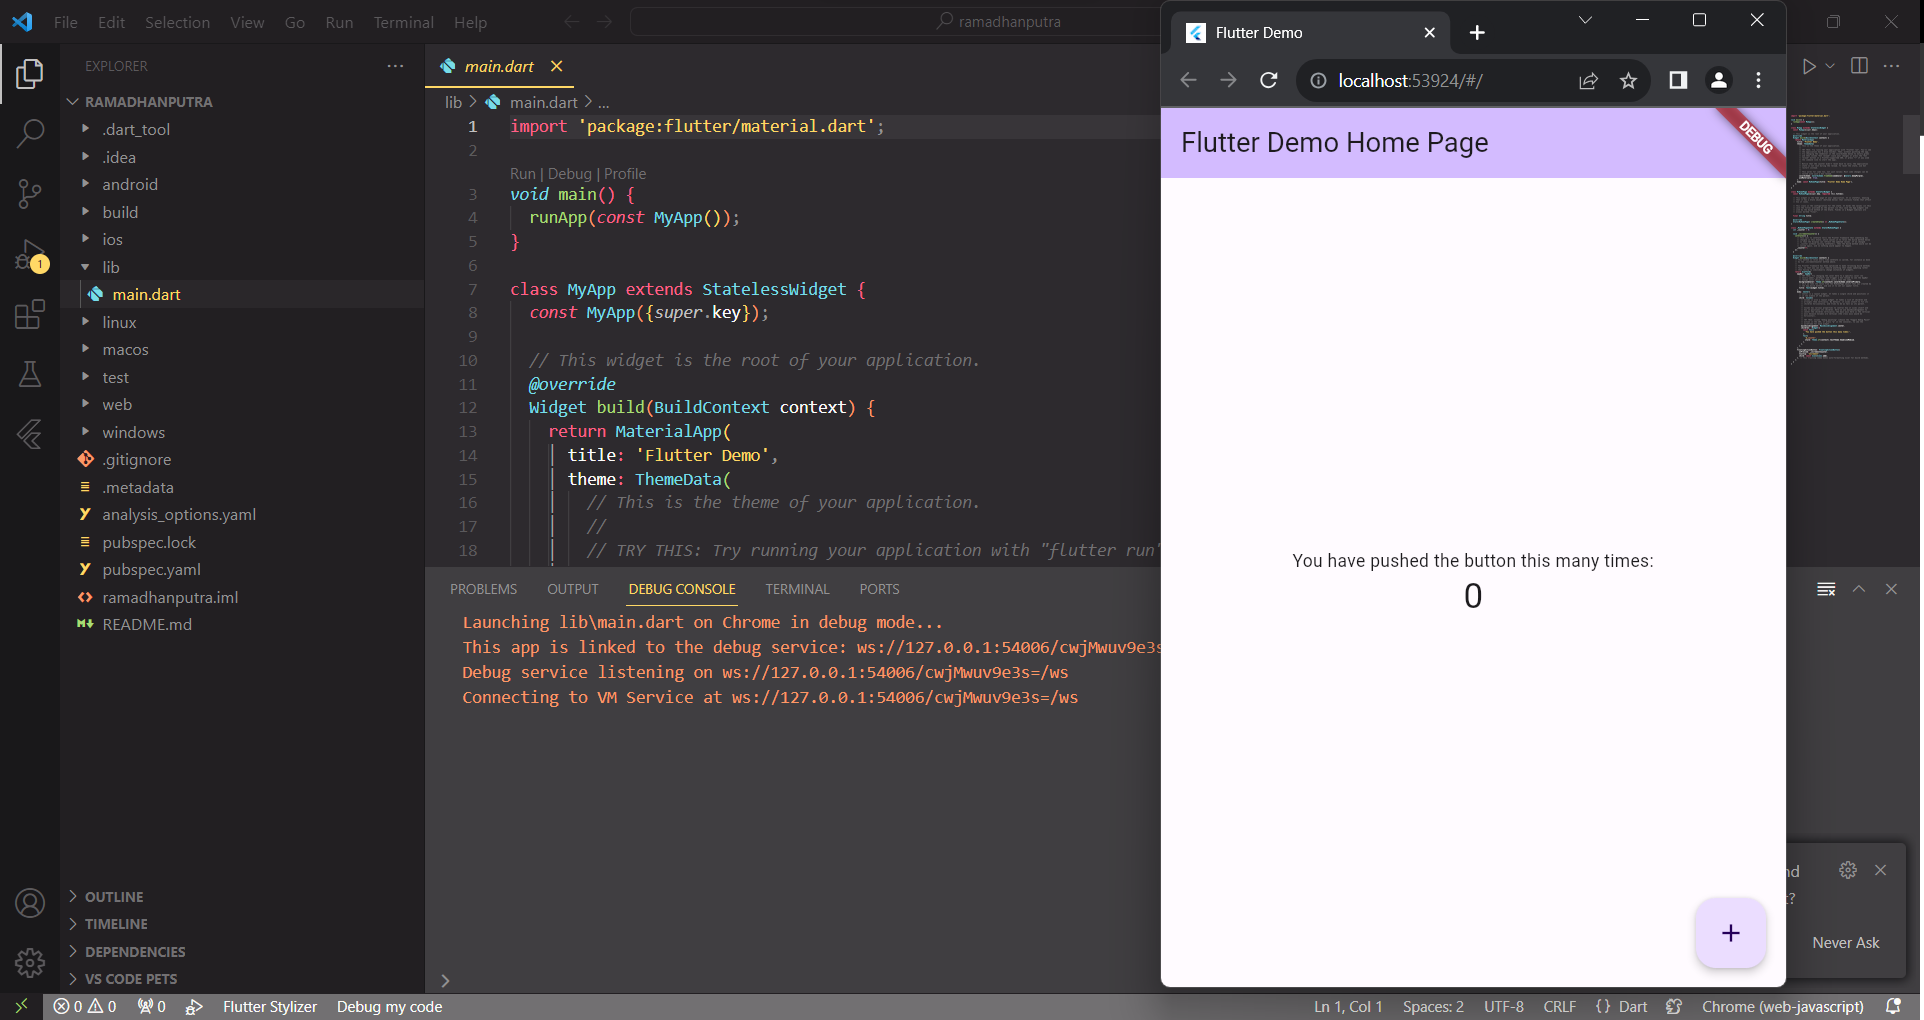 File Edit Selection View Go Run Terminal Help
ramadhanputra
EXPLORER
RAMADHANPUTRA
.dart_tool
.idea
android
build
ios
lib
main.dart
linux
macos
test
web
windows
.gitignore
.metadata
analysis_options.yaml
pubspec.lock
pubspec.yaml
ramadhanputra.iml
README.md
OUTLINE
TIMELINE
DEPENDENCIES
VS CODE PETS
1
main.dart
lib > main.dart > ...
1 import 'package:flutter/material.dart';
2
Run | Debug | Profile
3 void main() {
4 runApp(const MyApp());
5 }
6
7 class MyApp extends StatelessWidget {
8 const MyApp({super.key});
9
10 // This widget is the root of your application.
11 @override
12 Widget build(BuildContext context) {
13 return MaterialApp(
14 title: 'Flutter Demo',
15 theme: ThemeData(
16 // This is the theme of your application.
17 //
18 // TRY THIS: Try running your application with "flutter run"
PROBLEMS OUTPUT DEBUG CONSOLE TERMINAL PORTS
Launching lib\main.dart on Chrome in debug mode...
This app is linked to the debug service: ws://127.0.0.1:54006/cwjMwuv9e3s
Debug service listening on ws://127.0.0.1:54006/cwjMwuv9e3s=/ws
Connecting to VM Service at ws://127.0.0.1:54006/cwjMwuv9e3s=/ws
Flutter Demo
localhost:53924/#/
Flutter Demo Home Page
DEBUG
You have pushed the button this many times:
0
+
?
Never Ask
0 0 0 Flutter Stylizer Debug my code
Ln 1, Col 1 Spaces: 2 UTF-8 CRLF {} Dart Chrome (web-javascript)